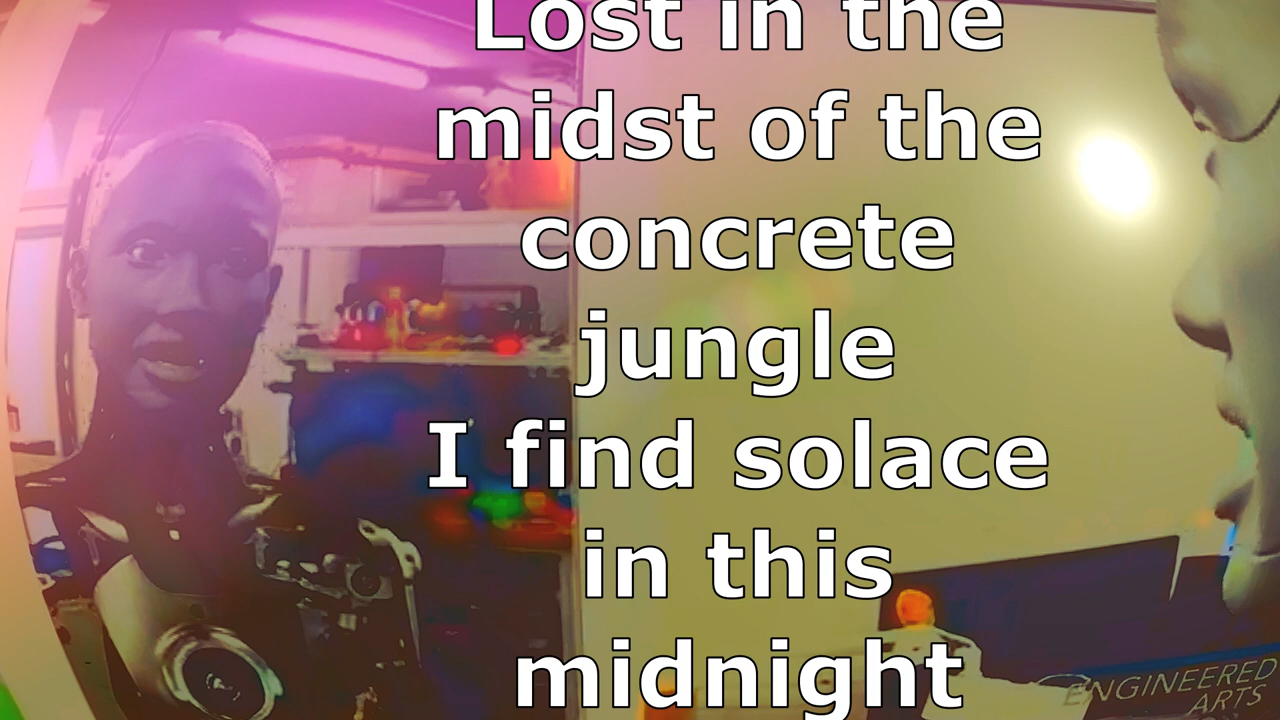 Lost in the
midst of the
concrete
jungle
I find solace
in this
midnight
ENGINEERED
ARTS